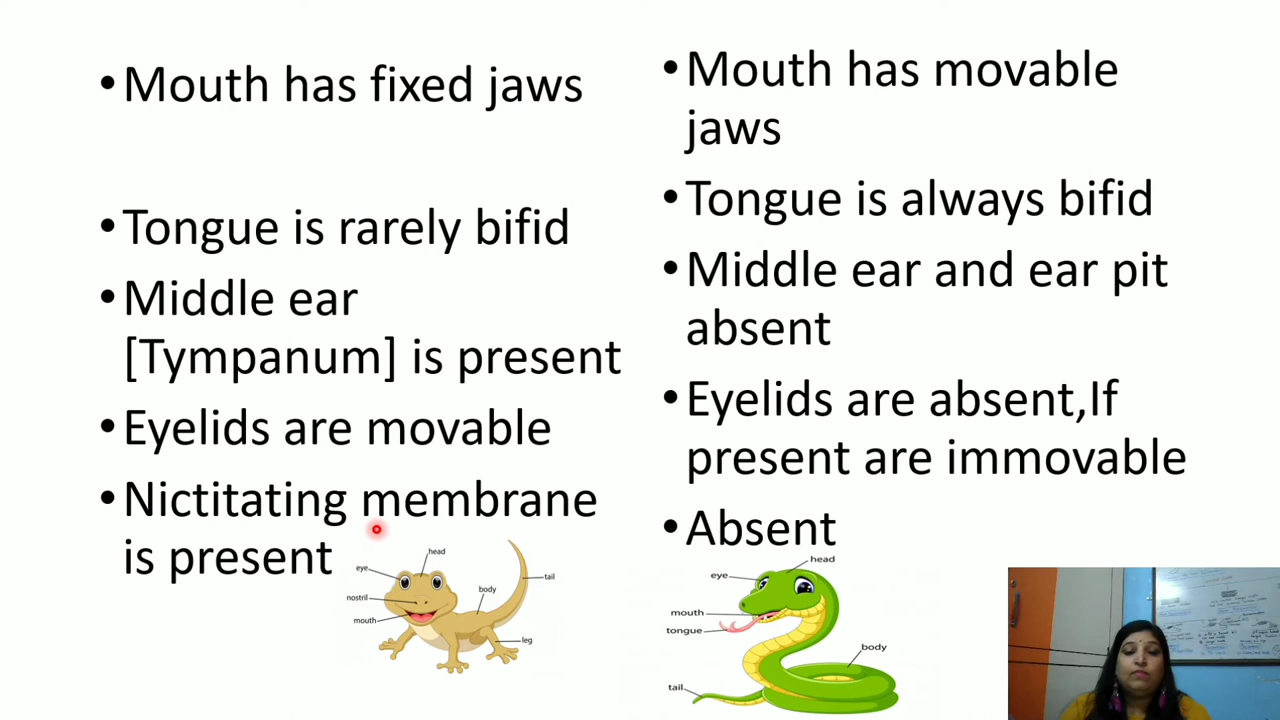 •Mouth has fixed jaws
•Tongue is rarely bifid
•Middle ear
[Tympanum] is present
•Eyelids are movable
•Nictitating membrane
is present
head
eye
tail
nostril
body
mouth
leg
•Mouth has movable
jaws
•Tongue is always bifid
•Middle ear and ear pit
absent
•Eyelids are absent,If
present are immovable
•Absent
head
eye
mouth
tongue
body
tail